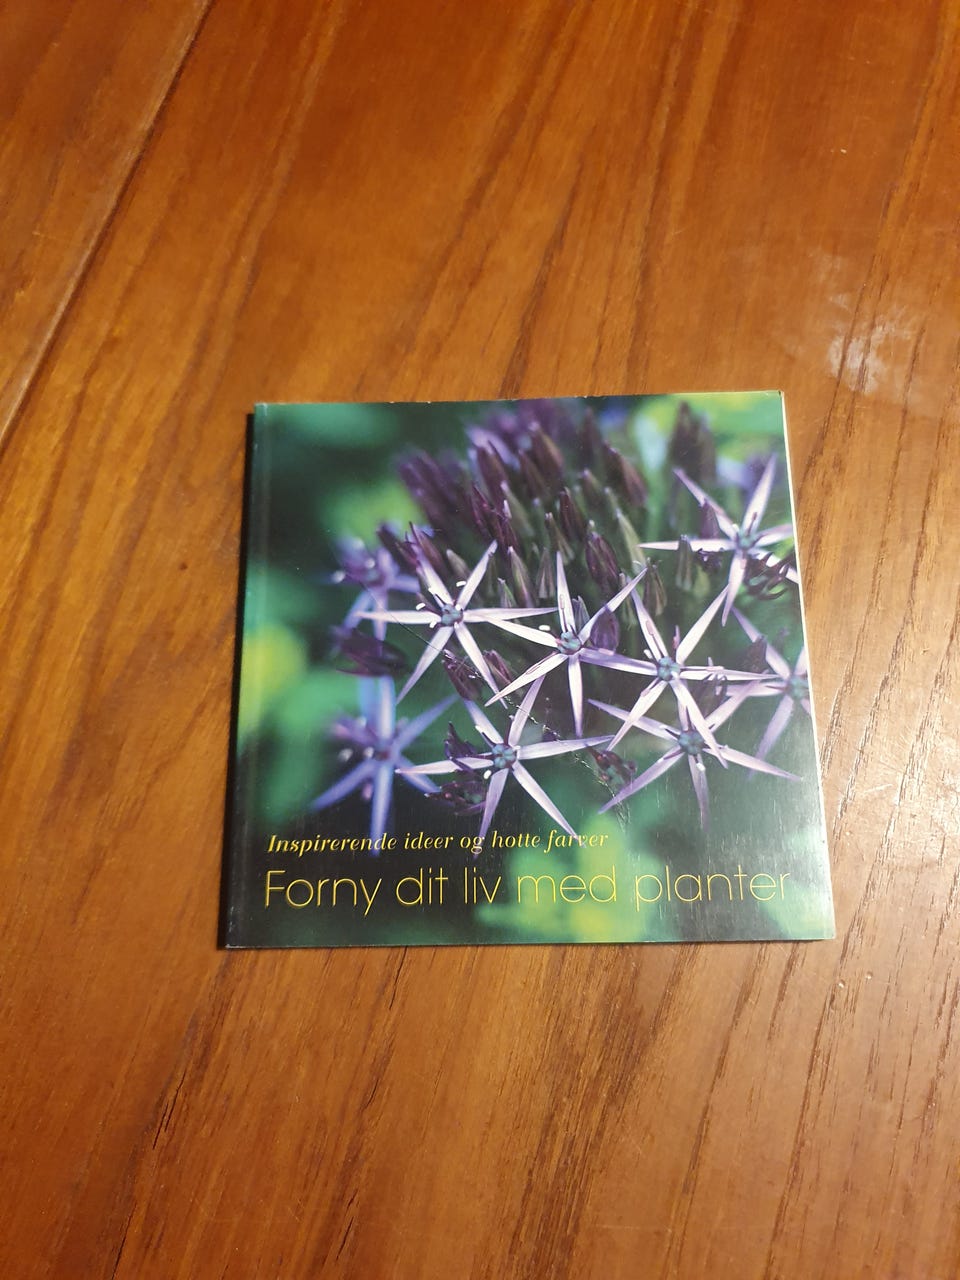 Inspirerende ideer og hotte farver
Forny dit liv med planter